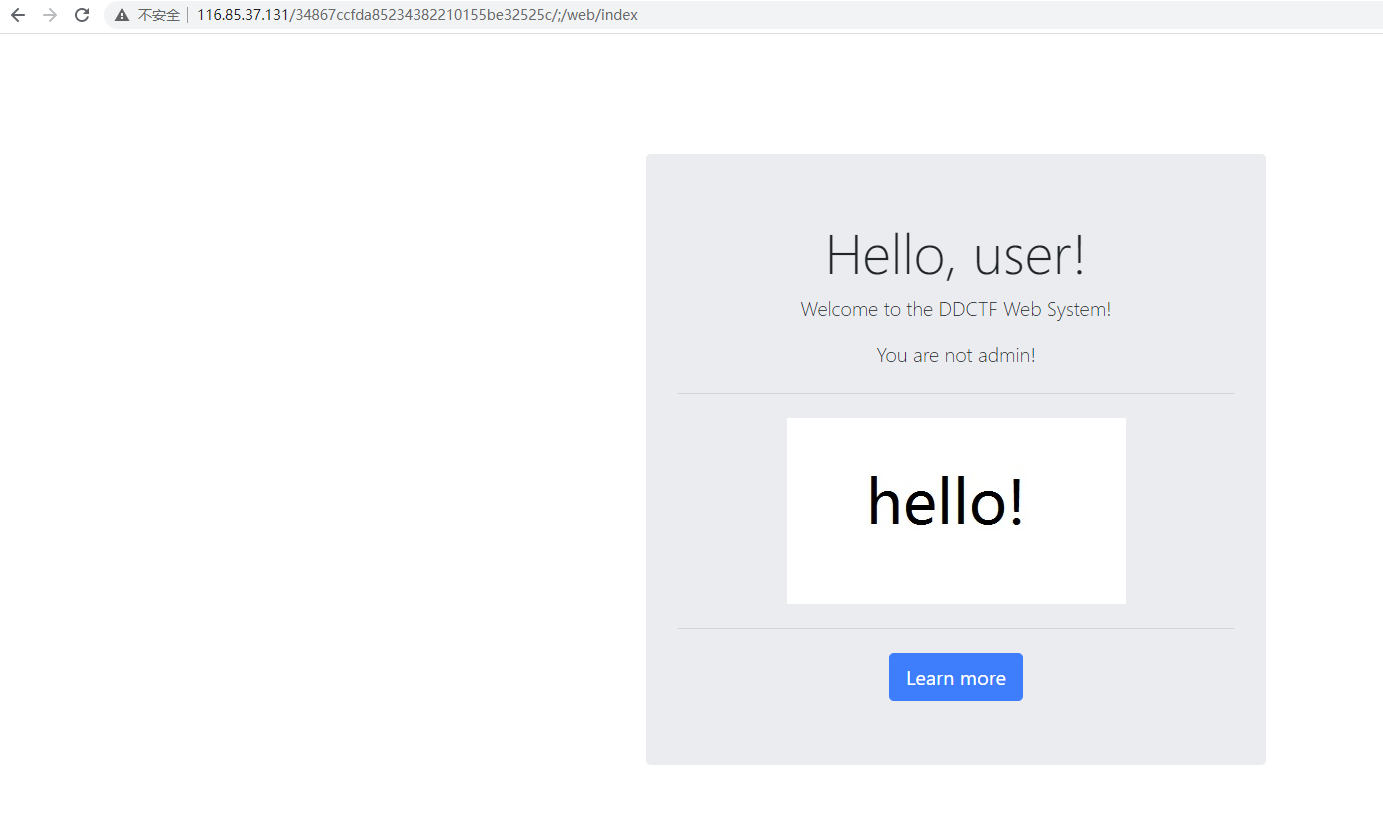 不安全 116.85.37.131/34867ccfda85234382210155be32525c/;/web/index
Hello, user!
Welcome to the DDCTF Web System!
You are not admin!
hello!
Learn more